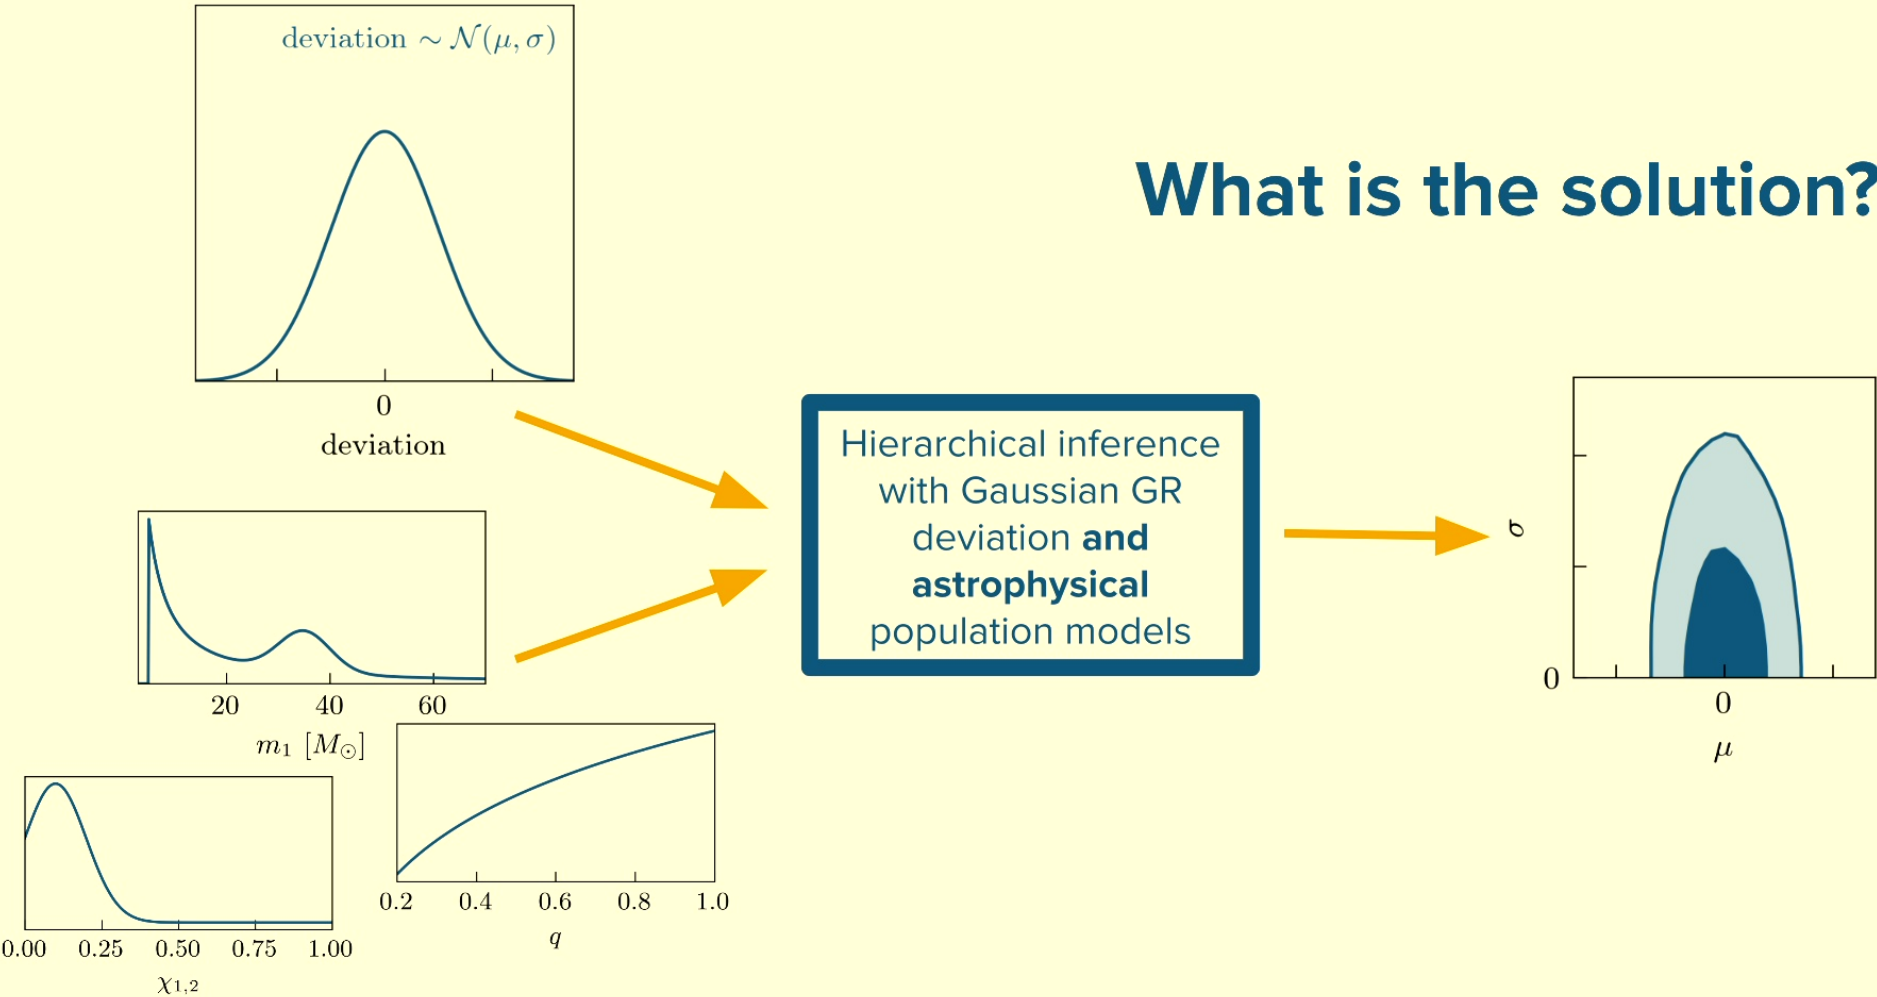 deviation ∼ 𝒩(μ, σ)
0
deviation
What is the solution?
Hierarchical inference
with Gaussian GR
deviation and
astrophysical
population models
20 40 60
m₁ [M☉]
0.2 0.4 0.6 0.8 1.0
q
0.00 0.25 0.50 0.75 1.00
χ₁,₂
σ
0
0
μ